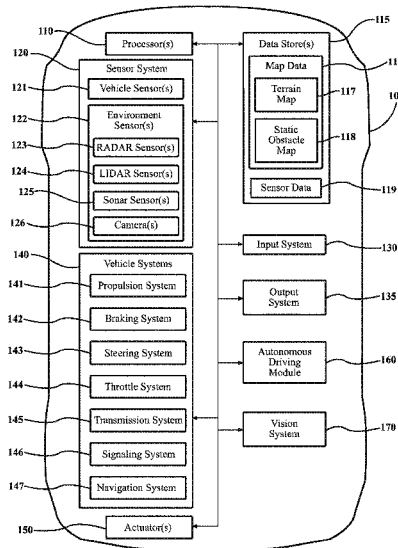 110
Processor(s)
Data Store(s)
115
120
Sensor System
Map Data
11
121
Vehicle Sensor(s)
Terrain
Map
117
10
122
Environment
Sensor(s)
123
RADAR Sensor(s)
Static
Obstacle
Map
118
124
LIDAR Sensor(s)
125
Sonar Sensor(s)
Sensor Data
119
126
Camera(s)
Input System
130
140
Vehicle Systems
141
Propulsion System
Output
System
135
142
Braking System
143
Steering System
Autonomous
Driving
Module
160
144
Throttle System
145
Transmission System
Vision
System
170
146
Signaling System
147
Navigation System
150
Actuator(s)